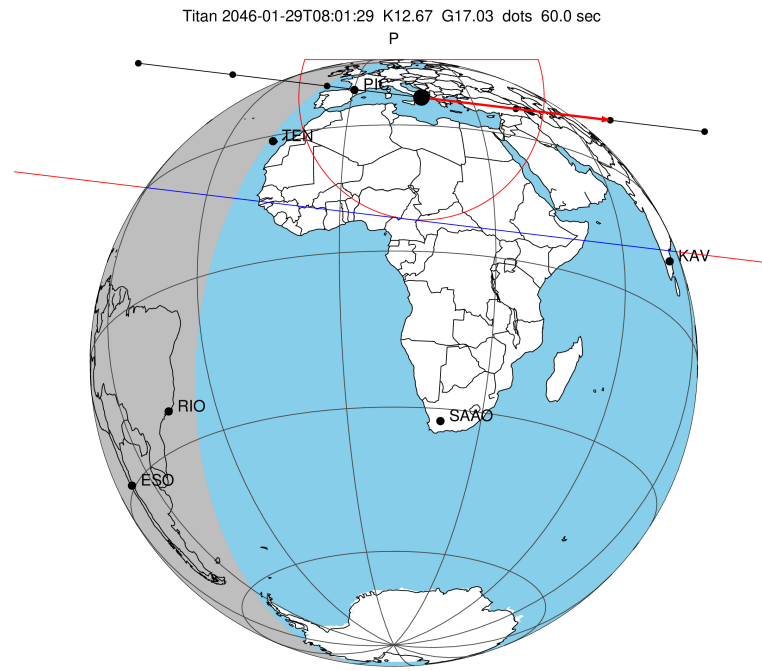 Titan 2046-01-29T08:01:29 K12.67 G17.03 dots 60.0 sec
P
PIC
TEN
KAV
RIO
SAAO
ESO